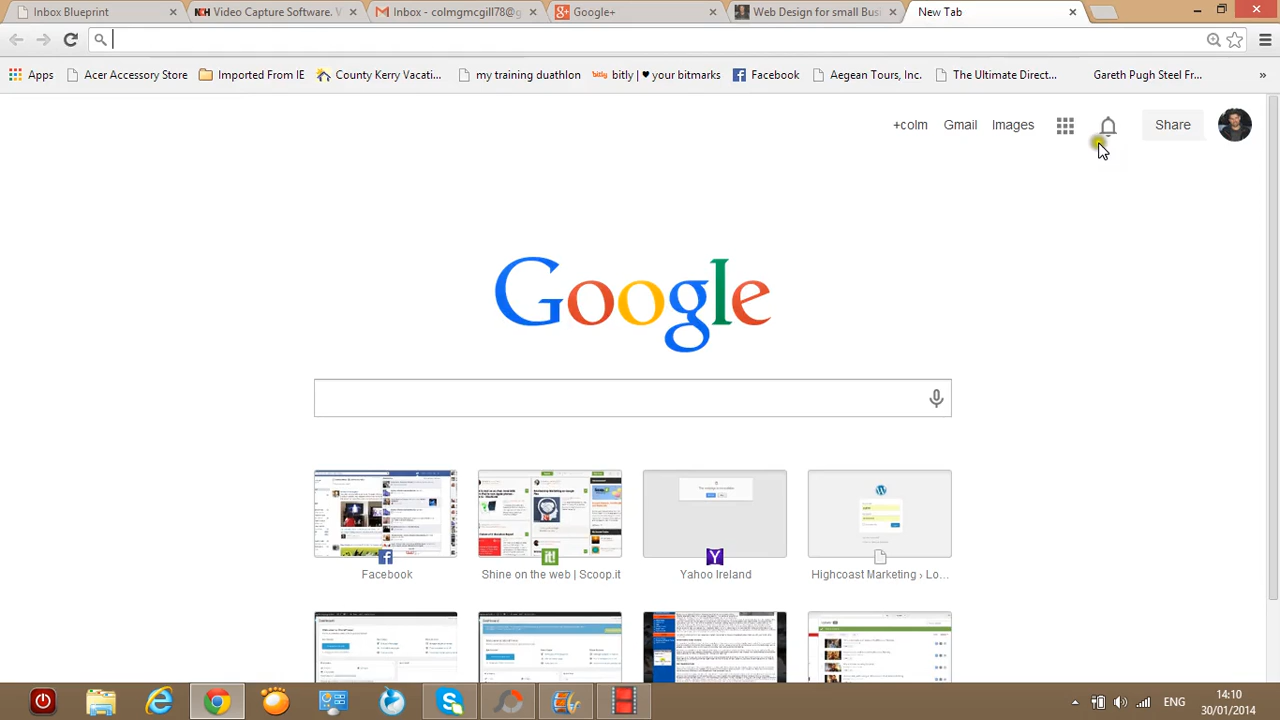 Inbox Blueprint
Video Capture Software. V
Inbox - colmgmcgill78@g
Google+
Web Design for small Busi
New Tab
Acer Accessory Store
Imported From IE
County Kerry Vacati...
my training duathlon
bitly | ♥ your bitmarks
Facebook
Aegean Tours, Inc.
The Ultimate Direct...
Gareth Pugh Steel Fr...
»
+colm
Gmail
Images
Share
Google
Facebook
Shine on the web | Scoop.it
Yahoo Ireland
Highcoast Marketing › Lo...
ENG
14:10
30/01/2014